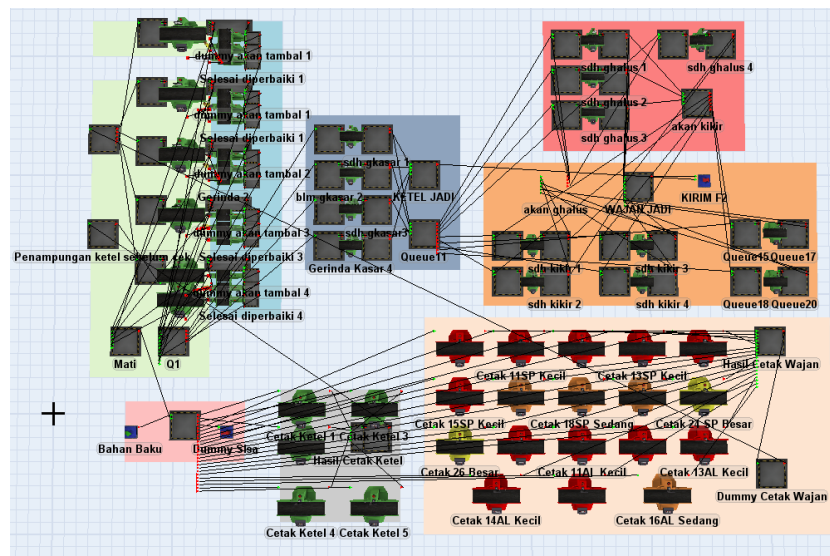 dummy akan tambal 1
Selesai diperbaiki
dummy akan tambal 1
Selesai diperbaiki 1
dummy akan tambal 2
Gerinda 2
dummy akan tambal 3
Penampungan ketel sebelum cek
Selesai diperbaiki 3
dummy akan tambal 4
Selesai diperbaiki 4
Mati
Q1
sdh gkasar 1
blm gkasar 2
KETEL JADI
sdh gkasar3
Gerinda Kasar 4
Queue11
sdh ghalus 1
sdh ghalus 4
sdh ghalus 2
akan kikir
sdh ghalus 3
KIRIM F2
akan ghalus
WAJAN JADI
sdh kikir 1
sdh kikir 3
Queue15
Queue17
sdh kikir 2
sdh kikir 4
Queue18
Queue20
Hasil Cetak Wajan
Cetak 11SP Kecil
Cetak 13SP Kecil
Cetak 15SP Kecil
Cetak 18SP Sedang
Cetak 21 SP Besar
Bahan Baku
Dummy Sisa
Cetak Ketel 1
Cetak Ketel 3
Hasil Cetak Ketel
Cetak 26 Besar
Cetak 11AL Kecil
Cetak 13AL Kecil
Dummy Cetak Wajan
Cetak 14AL Kecil
Cetak 16AL Sedang
Cetak Ketel 4
Cetak Ketel 5